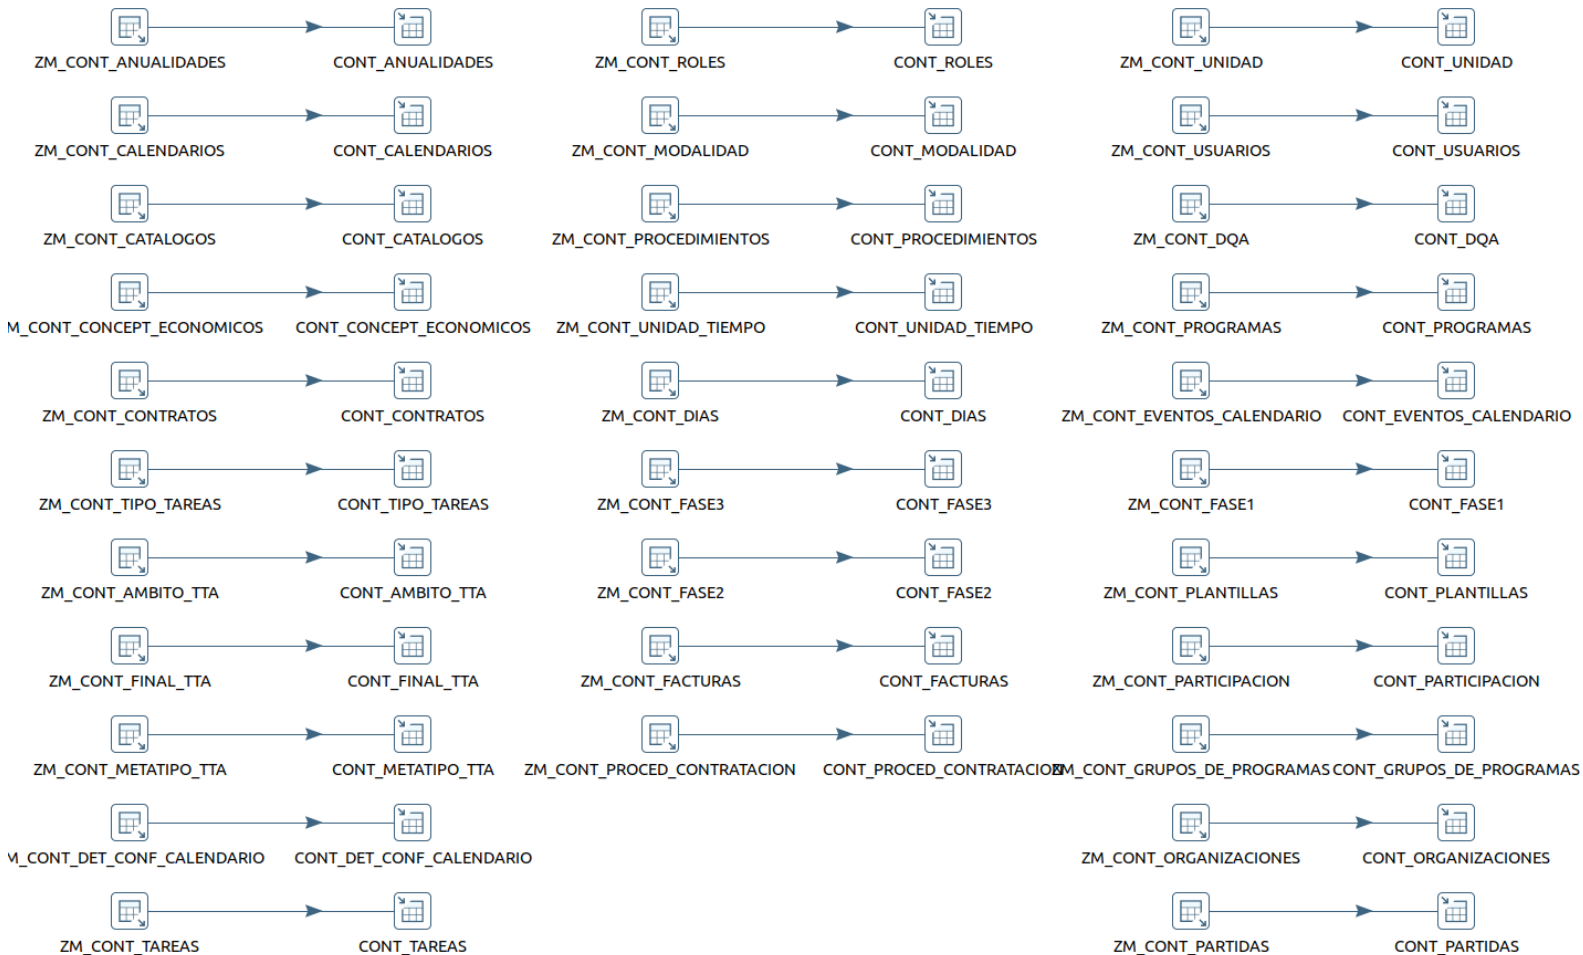 ZM_CONT_ANUALIDADES CONT_ANUALIDADES ZM_CONT_ROLES CONT_ROLES ZM_CONT_UNIDAD CONT_UNIDAD
ZM_CONT_CALENDARIOS CONT_CALENDARIOS ZM_CONT_MODALIDAD CONT_MODALIDAD ZM_CONT_USUARIOS CONT_USUARIOS
ZM_CONT_CATALOGOS CONT_CATALOGOS ZM_CONT_PROCEDIMIENTOS CONT_PROCEDIMIENTOS ZM_CONT_DQA CONT_DQA
M_CONT_CONCEPT_ECONOMICOS CONT_CONCEPT_ECONOMICOS ZM_CONT_UNIDAD_TIEMPO CONT_UNIDAD_TIEMPO ZM_CONT_PROGRAMAS CONT_PROGRAMAS
ZM_CONT_CONTRATOS CONT_CONTRATOS ZM_CONT_DIAS CONT_DIAS ZM_CONT_EVENTOS_CALENDARIO CONT_EVENTOS_CALENDARIO
ZM_CONT_TIPO_TAREAS CONT_TIPO_TAREAS ZM_CONT_FASE3 CONT_FASE3 ZM_CONT_FASE1 CONT_FASE1
ZM_CONT_AMBITO_TTA CONT_AMBITO_TTA ZM_CONT_FASE2 CONT_FASE2 ZM_CONT_PLANTILLAS CONT_PLANTILLAS
ZM_CONT_FINAL_TTA CONT_FINAL_TTA ZM_CONT_FACTURAS CONT_FACTURAS ZM_CONT_PARTICIPACION CONT_PARTICIPACION
ZM_CONT_METATIPO_TTA CONT_METATIPO_TTA ZM_CONT_PROCED_CONTRATACION CONT_PROCED_CONTRATACION ZM_CONT_GRUPOS_DE_PROGRAMAS CONT_GRUPOS_DE_PROGRAMAS
M_CONT_DET_CONF_CALENDARIO CONT_DET_CONF_CALENDARIO ZM_CONT_ORGANIZACIONES CONT_ORGANIZACIONES
ZM_CONT_TAREAS CONT_TAREAS ZM_CONT_PARTIDAS CONT_PARTIDAS